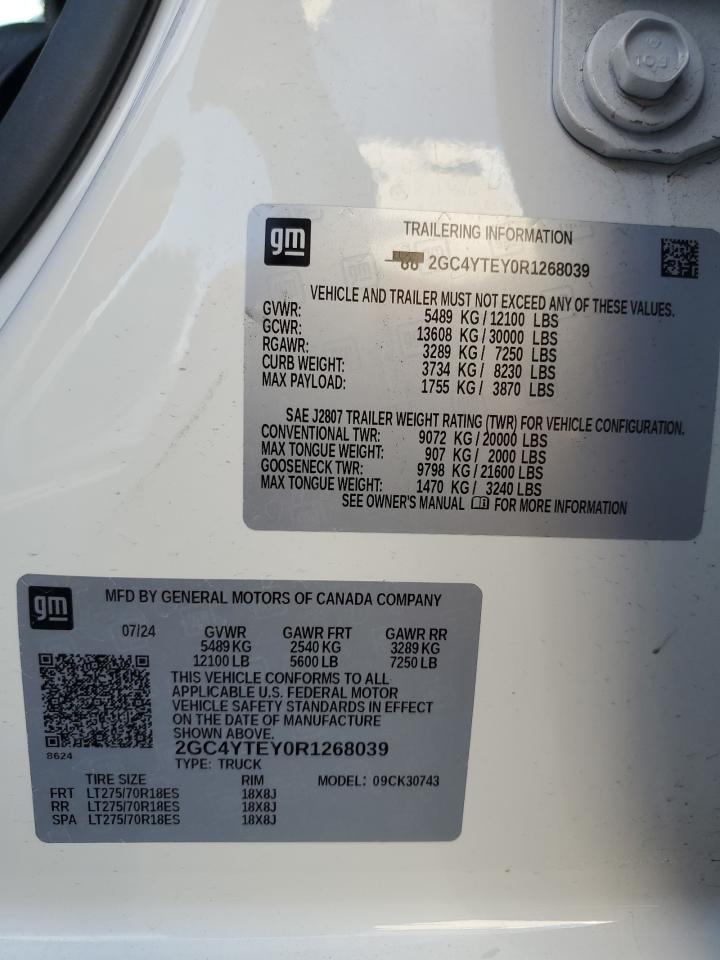 10.9
gm
TRAILERING INFORMATION
2GC4YTEY0R1268039
VEHICLE AND TRAILER MUST NOT EXCEED ANY OF THESE VALUES.
GVWR: 5489 KG / 12100 LBS
GCWR: 13608 KG / 30000 LBS
RGAWR: 3289 KG / 7250 LBS
CURB WEIGHT: 3734 KG / 8230 LBS
MAX PAYLOAD: 1755 KG / 3870 LBS
SAE J2807 TRAILER WEIGHT RATING (TWR) FOR VEHICLE CONFIGURATION.
CONVENTIONAL TWR: 9072 KG / 20000 LBS
MAX TONGUE WEIGHT: 907 KG / 2000 LBS
GOOSENECK TWR: 9798 KG / 21600 LBS
MAX TONGUE WEIGHT: 1470 KG / 3240 LBS
SEE OWNER'S MANUAL FOR MORE INFORMATION
gm
MFD BY GENERAL MOTORS OF CANADA COMPANY
07/24 GVWR GAWR FRT GAWR RR
5489 KG 2540 KG 3289 KG
12100 LB 5600 LB 7250 LB
THIS VEHICLE CONFORMS TO ALL
APPLICABLE U.S. FEDERAL MOTOR
VEHICLE SAFETY STANDARDS IN EFFECT
ON THE DATE OF MANUFACTURE
SHOWN ABOVE.
2GC4YTEY0R1268039
8624
TYPE: TRUCK
TIRE SIZE RIM MODEL: 09CK30743
FRT LT275/70R18ES 18X8J
RR LT275/70R18ES 18X8J
SPA LT275/70R18ES 18X8J